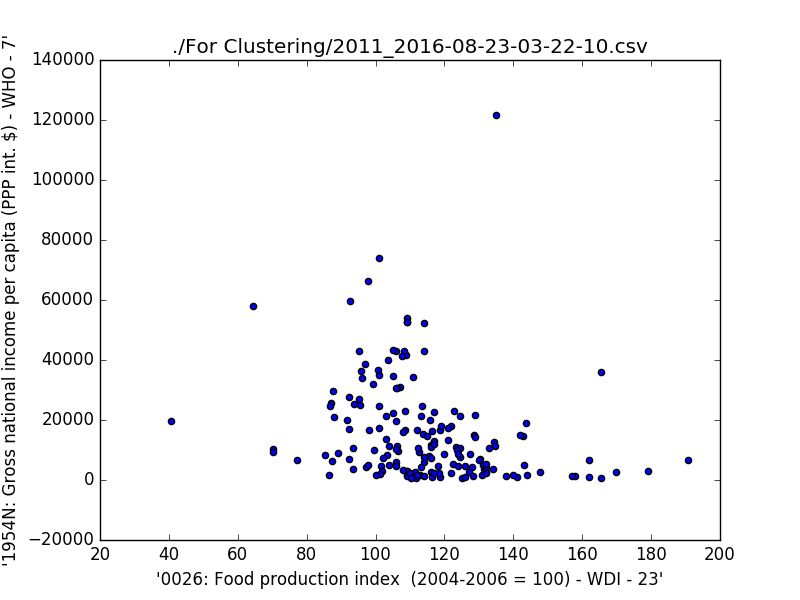 ./For Clustering/2011_2016-08-23-03-22-10.csv
'1954N: Gross national income per capita (PPP int. $) - WHO - 7'
140000
120000
100000
80000
60000
40000
20000
0
−20000
20 40 60 80 100 120 140 160 180 200
'0026: Food production index  (2004-2006 = 100) - WDI - 23'